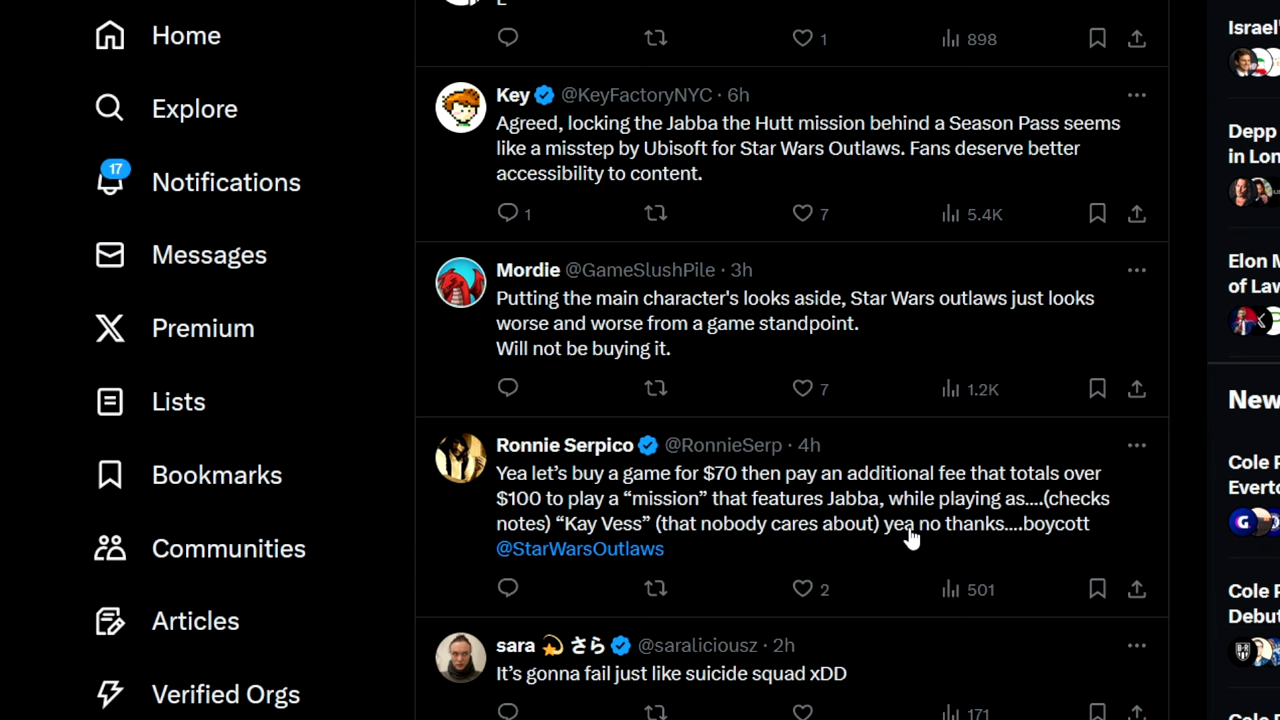 Home
Explore
17
Notifications
Messages
Premium
Lists
Bookmarks
Communities
Articles
Verified Orgs
1
898
Key @KeyFactoryNYC · 6h
Agreed, locking the Jabba the Hutt mission behind a Season Pass seems
like a misstep by Ubisoft for Star Wars Outlaws. Fans deserve better
accessibility to content.
1
7
5.4K
Mordie @GameSlushPile · 3h
Putting the main character's looks aside, Star Wars outlaws just looks
worse and worse from a game standpoint.
Will not be buying it.
7
1.2K
Ronnie Serpico @RonnieSerp · 4h
Yea let’s buy a game for $70 then pay an additional fee that totals over
$100 to play a “mission” that features Jabba, while playing as....(checks
notes) “Kay Vess” (that nobody cares about) yea no thanks....boycott
@StarWarsOutlaws
2
501
sara 💫 さら @saraliciousz · 2h
It’s gonna fail just like suicide squad xDD
171
Israel'
Depp
in Lon
Elon M
of Law
New
Cole P
Everto
Cole P
Debut